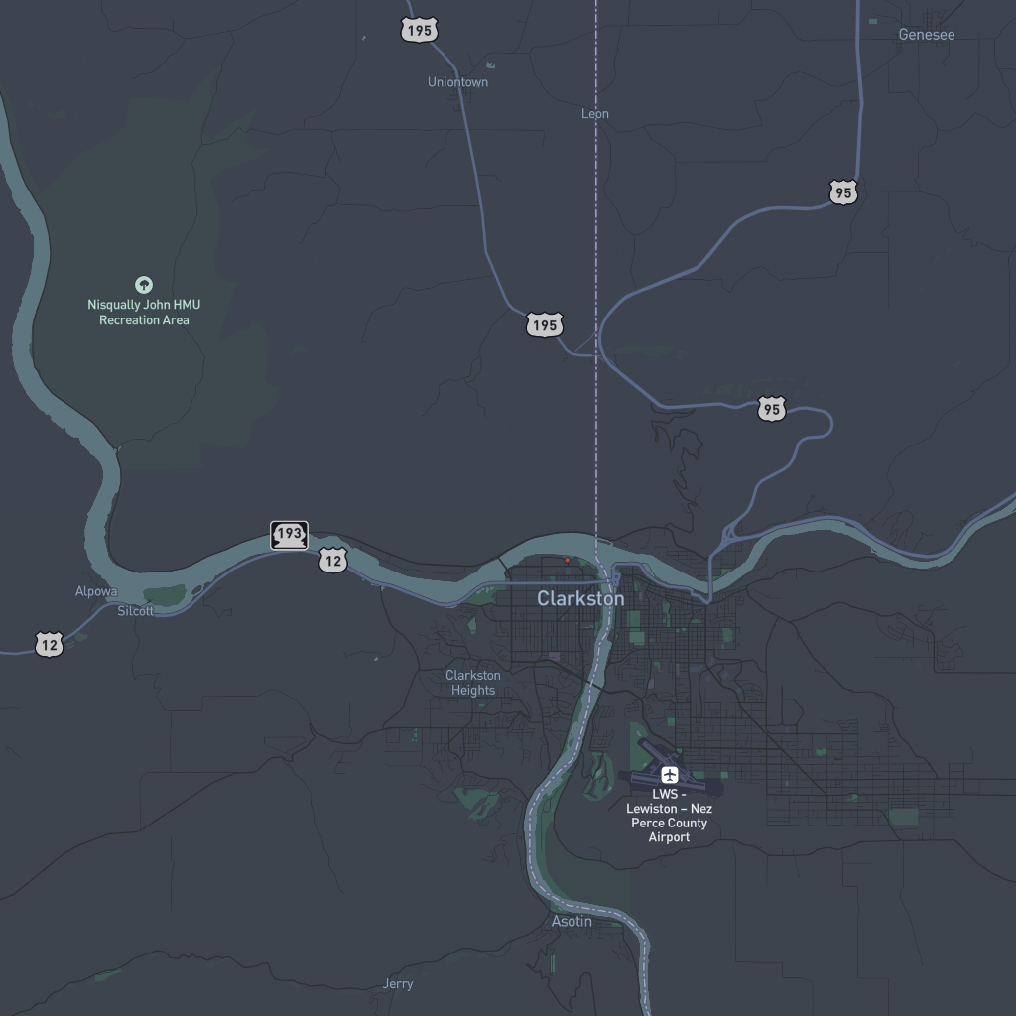 195
Genesee
Uniontown
Leon
95
Nisqually John HMU
Recreation Area
195
95
193
12
Alpowa
Silcott
Clarkston
12
Clarkston
Heights
LWS -
Lewiston – Nez
Perce County
Airport
Asotin
Jerry